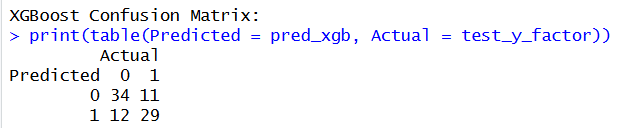 XGBoost Confusion Matrix:
> print(table(Predicted = pred_xgb, Actual = test_y_factor))
         Actual
Predicted  0  1
        0 34 11
        1 12 29